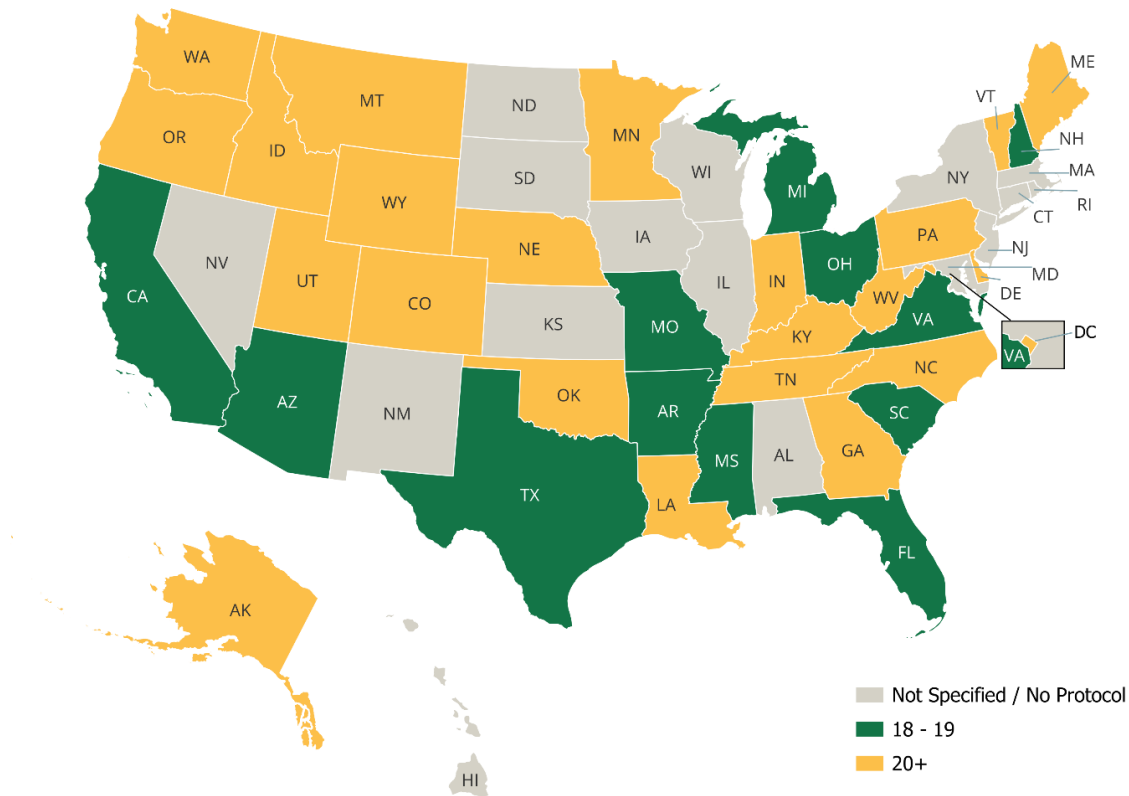 WA
ME
MT
ND
VT
MN
OR
NH
ID
WI
MA
SD
NY
MI
RI
WY
CT
PA
IA
NE
NJ
NV
OH
MD
IL
IN
UT
CO
DE
CA
WV
VA
KS
MO
KY
DC
VA
NC
TN
OK
AZ
AR
SC
NM
GA
MS
AL
TX
LA
FL
AK
HI
Not Specified / No Protocol
18 - 19
20+